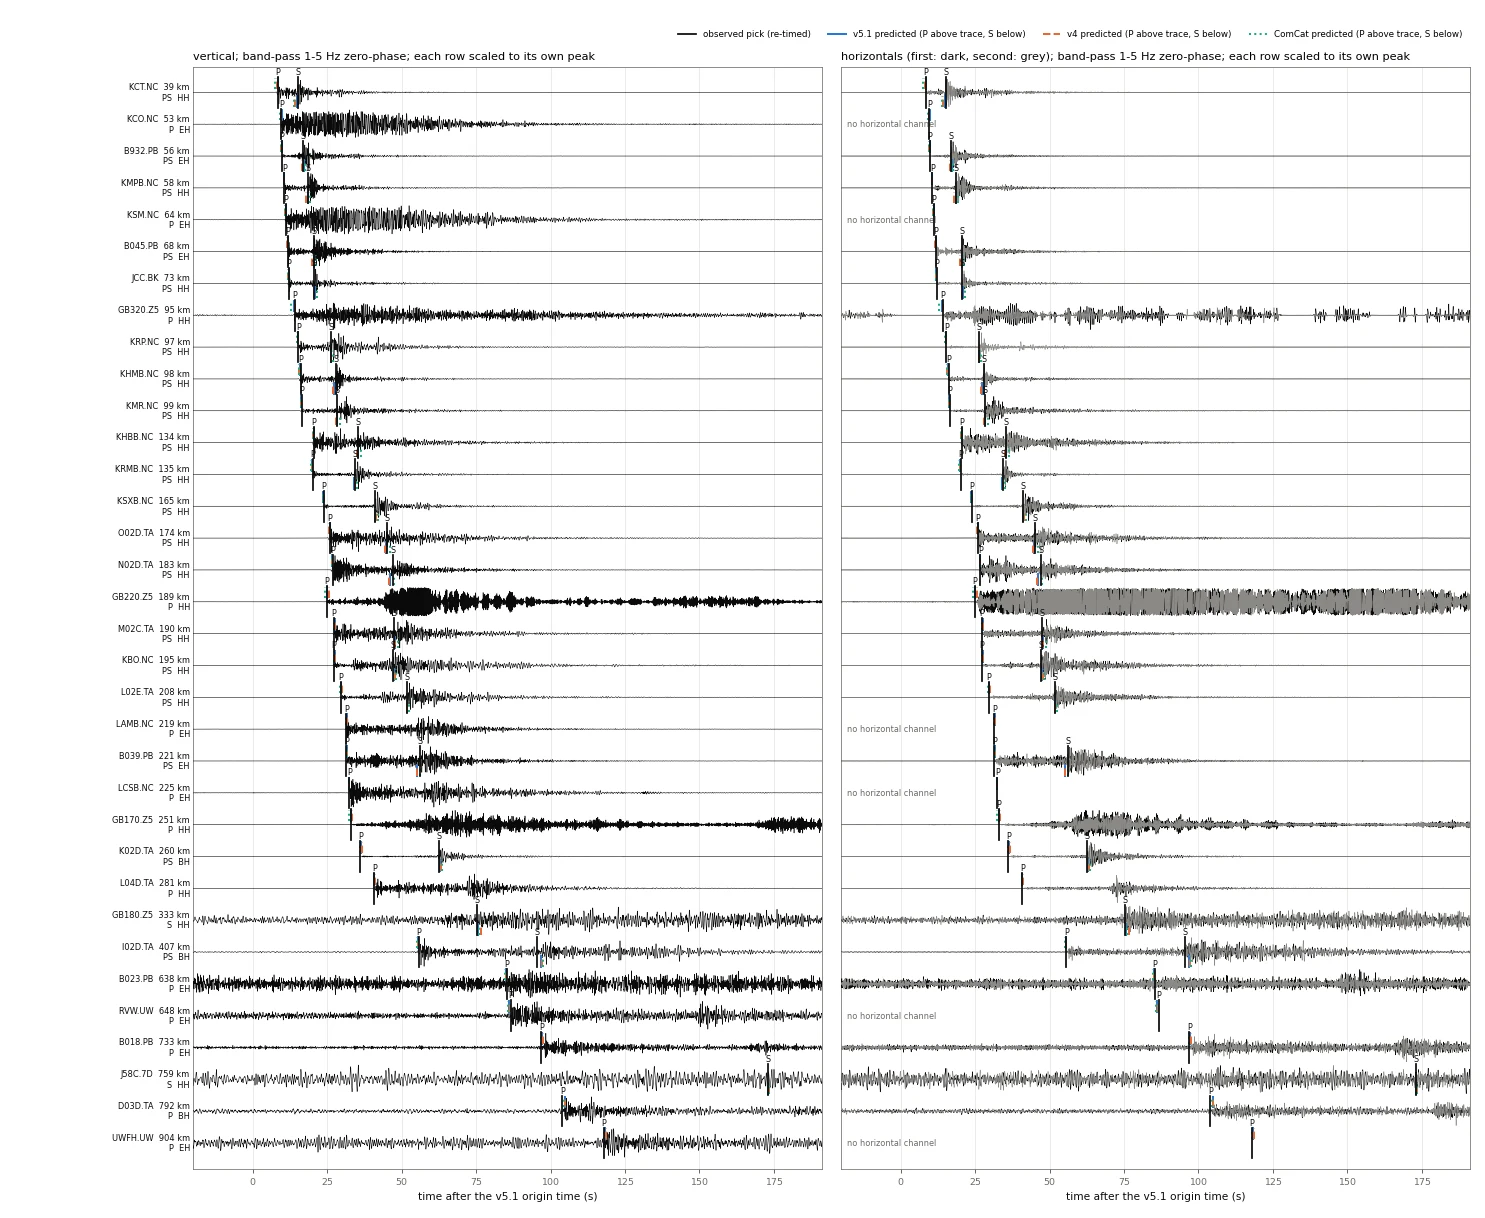 observed pick (re-timed)
v5.1 predicted (P above trace, S below)
v4 predicted (P above trace, S below)
ComCat predicted (P above trace, S below)
vertical; band-pass 1-5 Hz zero-phase; each row scaled to its own peak
horizontals (first: dark, second: grey); band-pass 1-5 Hz zero-phase; each row scaled to its own peak
KCT.NC 39 km
PS HH
KCO.NC 53 km
P EH
no horizontal channel
B932.PB 56 km
PS EH
KMPB.NC 58 km
PS HH
KSM.NC 64 km
P EH
no horizontal channel
B045.PB 68 km
PS EH
JCC.BK 73 km
PS HH
GB320.Z5 95 km
P HH
KRP.NC 97 km
PS HH
KHMB.NC 98 km
PS HH
KMR.NC 99 km
PS HH
KHBB.NC 134 km
PS HH
KRMB.NC 135 km
PS HH
KSXB.NC 165 km
PS HH
O02D.TA 174 km
PS HH
N02D.TA 183 km
PS HH
GB220.Z5 189 km
P HH
M02C.TA 190 km
PS HH
KBO.NC 195 km
PS HH
L02E.TA 208 km
PS HH
LAMB.NC 219 km
P EH
no horizontal channel
B039.PB 221 km
PS EH
LCSB.NC 225 km
P EH
no horizontal channel
GB170.Z5 251 km
P HH
K02D.TA 260 km
PS BH
L04D.TA 281 km
P HH
GB180.Z5 333 km
S HH
I02D.TA 407 km
PS BH
B023.PB 638 km
P EH
RVW.UW 648 km
P EH
no horizontal channel
B018.PB 733 km
P EH
J58C.7D 759 km
S HH
D03D.TA 792 km
P BH
UWFH.UW 904 km
P EH
no horizontal channel
0 25 50 75 100 125 150 175
0 25 50 75 100 125 150 175
time after the v5.1 origin time (s)
time after the v5.1 origin time (s)